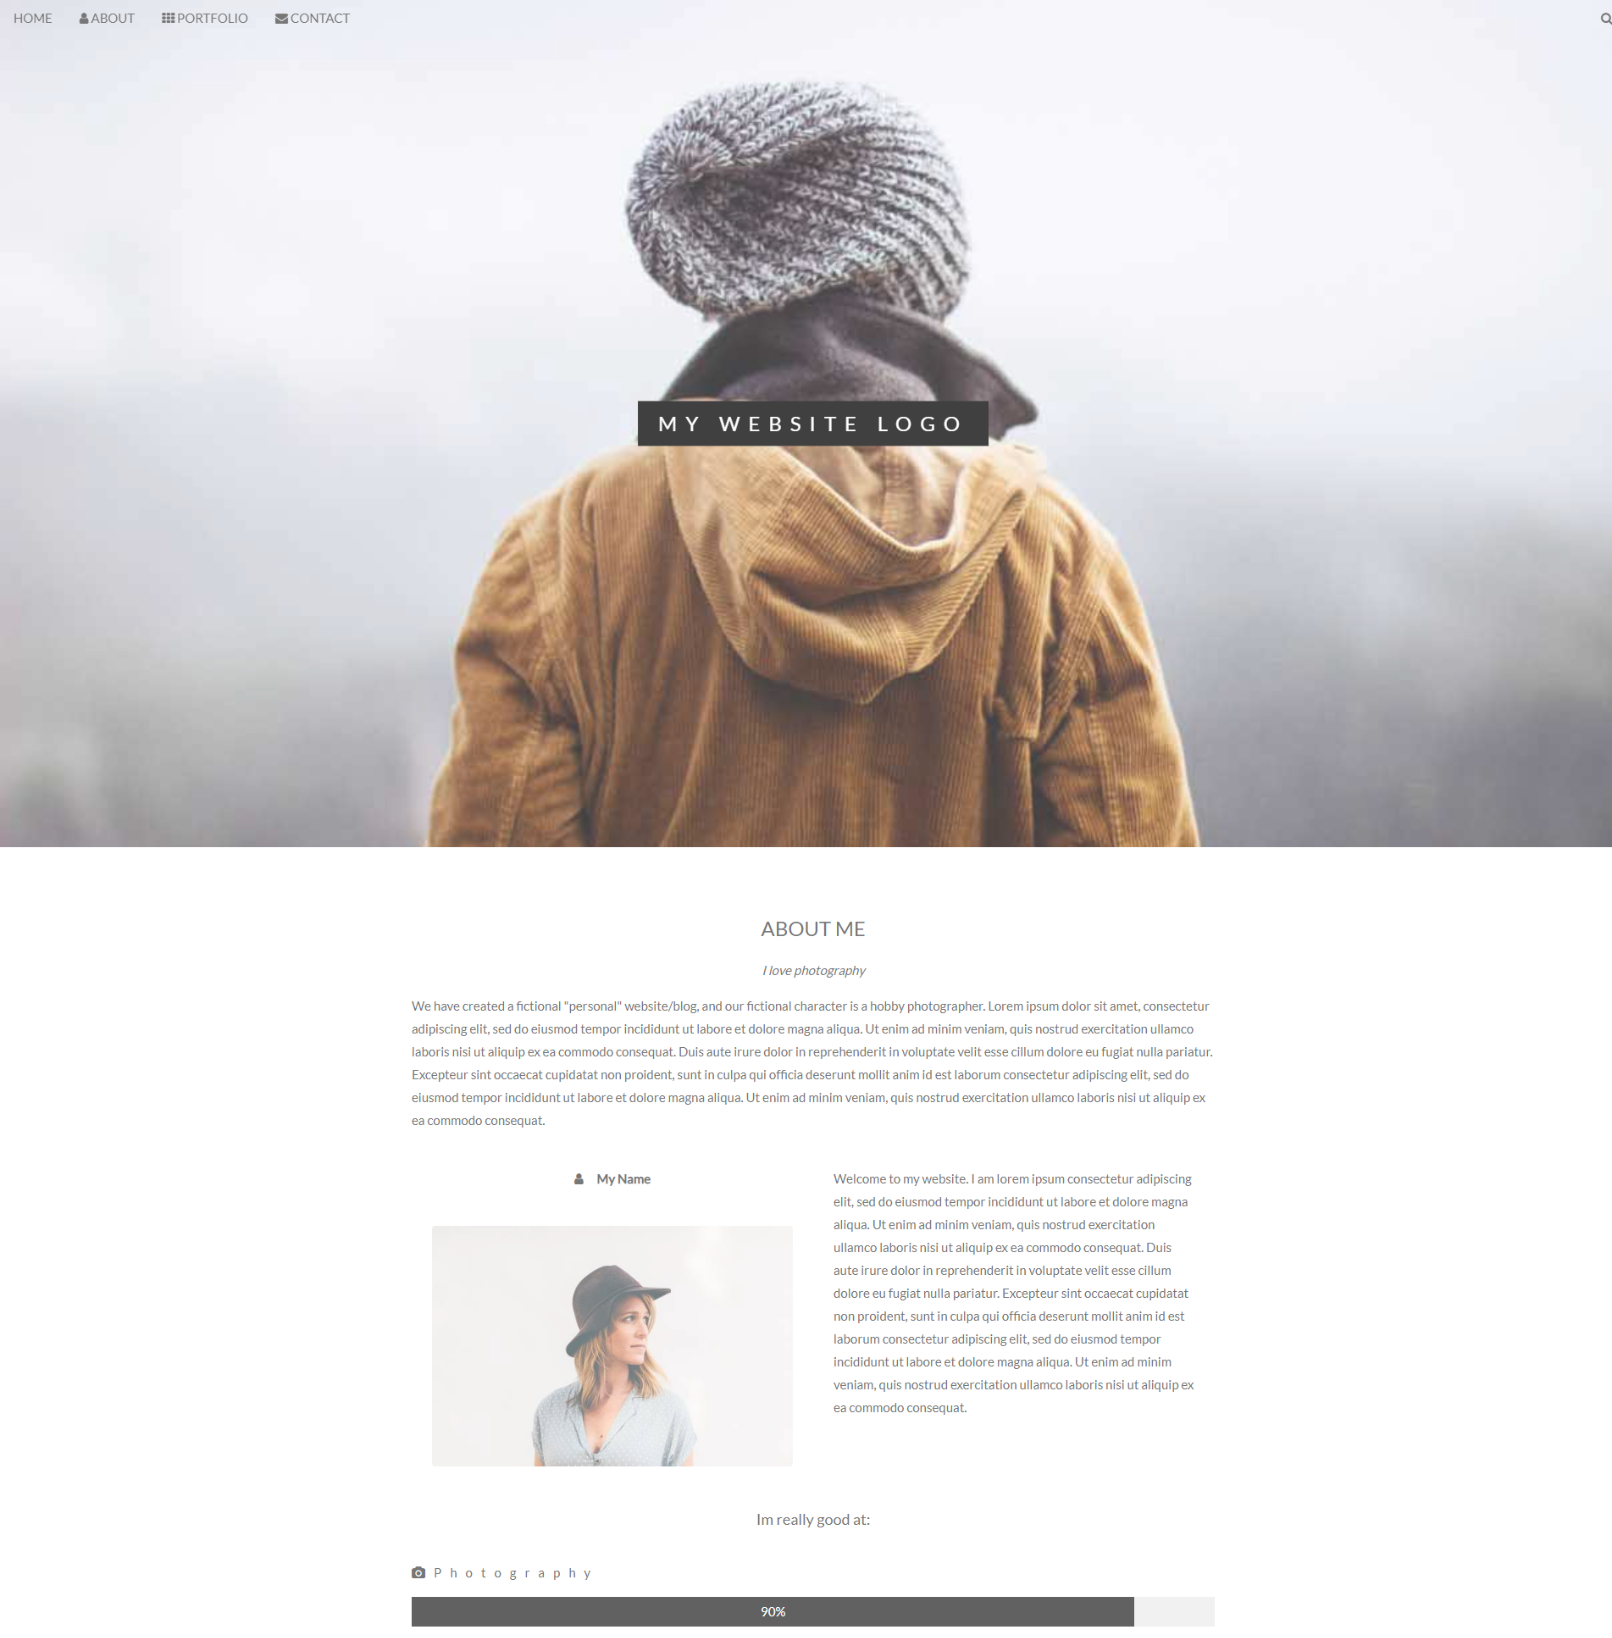 HOME ABOUT PORTFOLIO CONTACT
MY WEBSITE LOGO
ABOUT ME
I love photography
We have created a fictional "personal" website/blog, and our fictional character is a hobby photographer. Lorem ipsum dolor sit amet, consectetur
adipiscing elit, sed do eiusmod tempor incididunt ut labore et dolore magna aliqua. Ut enim ad minim veniam, quis nostrud exercitation ullamco
laboris nisi ut aliquip ex ea commodo consequat. Duis aute irure dolor in reprehenderit in voluptate velit esse cillum dolore eu fugiat nulla pariatur.
Excepteur sint occaecat cupidatat non proident, sunt in culpa qui officia deserunt mollit anim id est laborum consectetur adipiscing elit, sed do
eiusmod tempor incididunt ut labore et dolore magna aliqua. Ut enim ad minim veniam, quis nostrud exercitation ullamco laboris nisi ut aliquip ex
ea commodo consequat.
My Name
Welcome to my website. I am lorem ipsum consectetur adipiscing
elit, sed do eiusmod tempor incididunt ut labore et dolore magna
aliqua. Ut enim ad minim veniam, quis nostrud exercitation
ullamco laboris nisi ut aliquip ex ea commodo consequat. Duis
aute irure dolor in reprehenderit in voluptate velit esse cillum
dolore eu fugiat nulla pariatur. Excepteur sint occaecat cupidatat
non proident, sunt in culpa qui officia deserunt mollit anim id est
laborum consectetur adipiscing elit, sed do eiusmod tempor
incididunt ut labore et dolore magna aliqua. Ut enim ad minim
veniam, quis nostrud exercitation ullamco laboris nisi ut aliquip ex
ea commodo consequat.
Im really good at:
Photography
90%